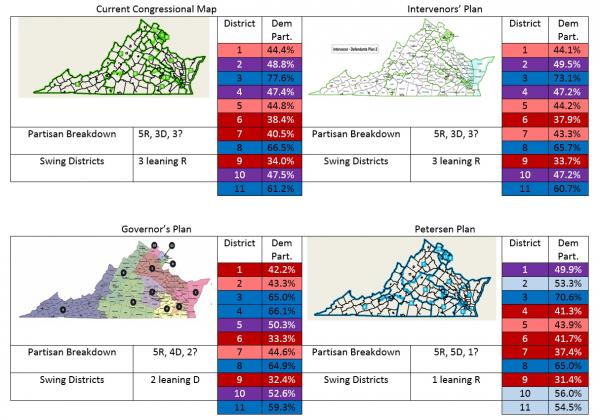 Current Congressional Map
District Dem Part.
1 44.4%
2 48.8%
3 77.6%
4 47.4%
5 44.8%
6 38.4%
7 40.5%
8 66.5%
9 34.0%
10 47.5%
11 61.2%
Partisan Breakdown 5R, 3D, 3?
Swing Districts 3 leaning R
Intervenors' Plan
Intervenor - Defendants Plan 2
District Dem Part.
1 44.1%
2 49.5%
3 73.1%
4 47.2%
5 44.2%
6 37.9%
7 43.3%
8 65.7%
9 33.7%
10 47.2%
11 60.7%
Partisan Breakdown 5R, 3D, 3?
Swing Districts 3 leaning R
Governor's Plan
District Dem Part.
1 42.2%
2 43.3%
3 65.0%
4 66.1%
5 50.3%
6 33.3%
7 44.6%
8 64.9%
9 32.4%
10 52.6%
11 59.3%
Partisan Breakdown 5R, 4D, 2?
Swing Districts 2 leaning D
Petersen Plan
District Dem Part.
1 49.9%
2 53.3%
3 70.6%
4 41.3%
5 43.9%
6 41.7%
7 37.4%
8 65.0%
9 31.4%
10 56.0%
11 54.5%
Partisan Breakdown 5R, 5D, 1?
Swing Districts 1 leaning R